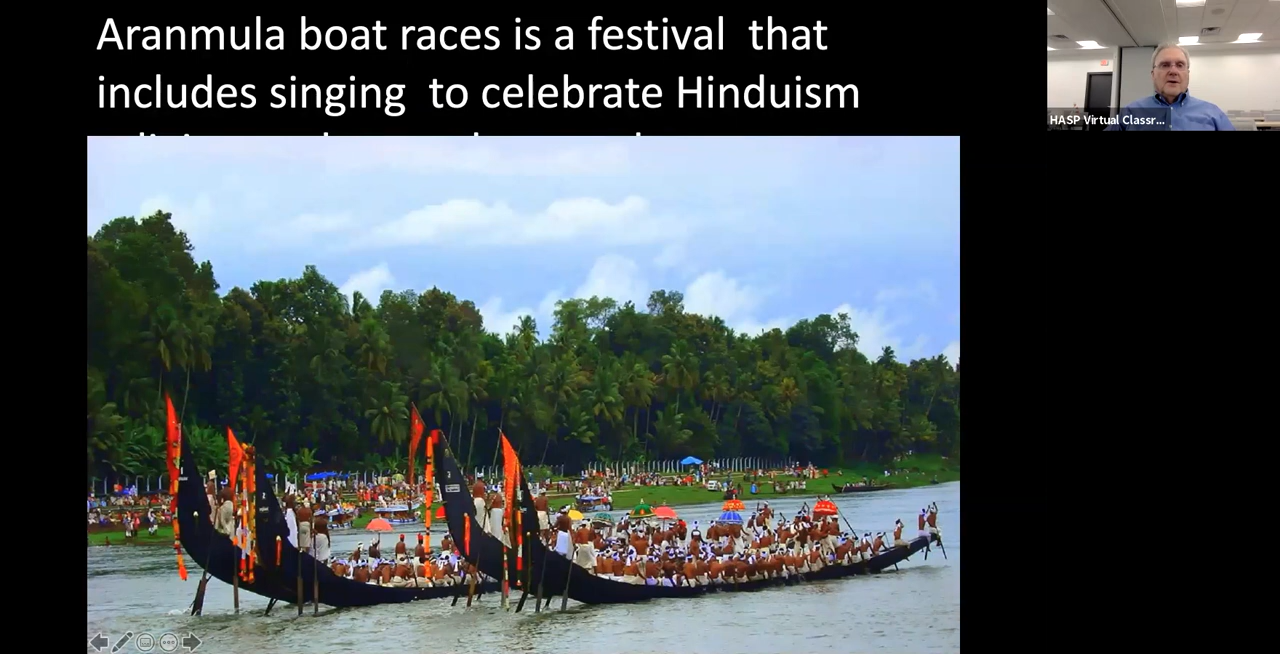 Aranmula boat races is a festival that
includes singing to celebrate Hinduism
HASP Virtual Classr...